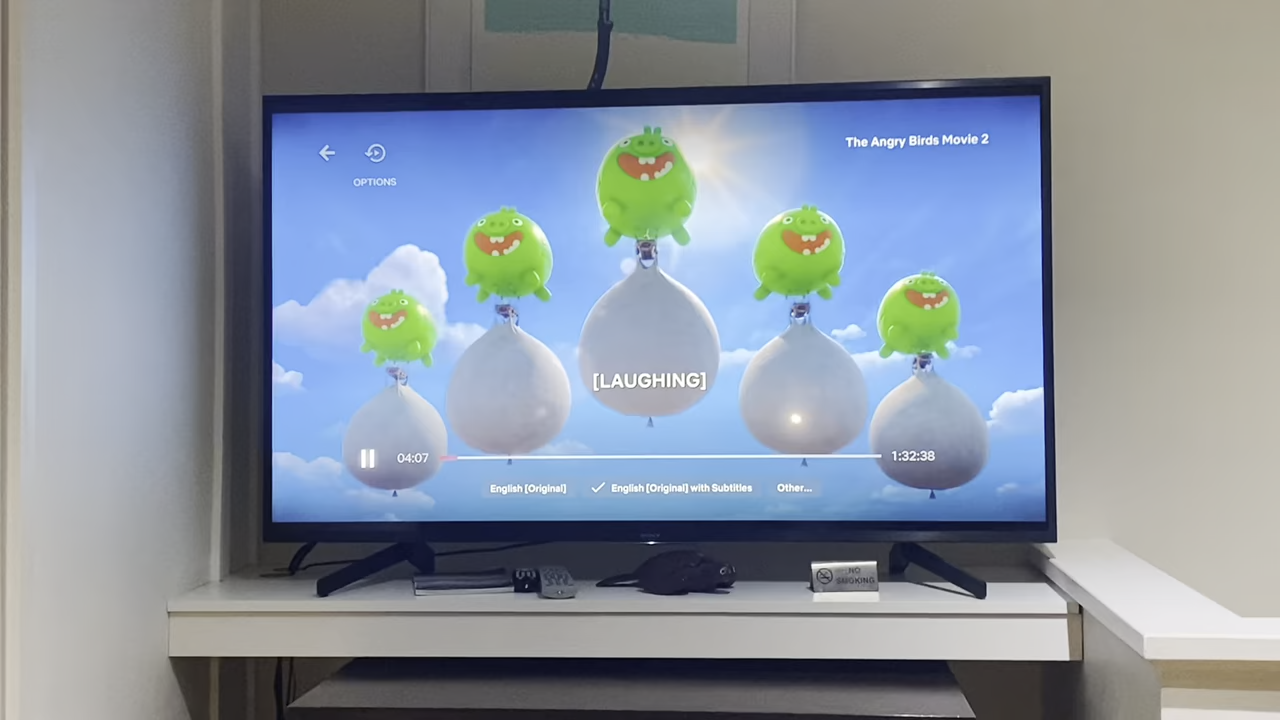 The Angry Birds Movie 2
OPTIONS
[LAUGHING]
04:07
1:32:38
English [Original]
English [Original] with Subtitles
Other...
NO
SMOKING